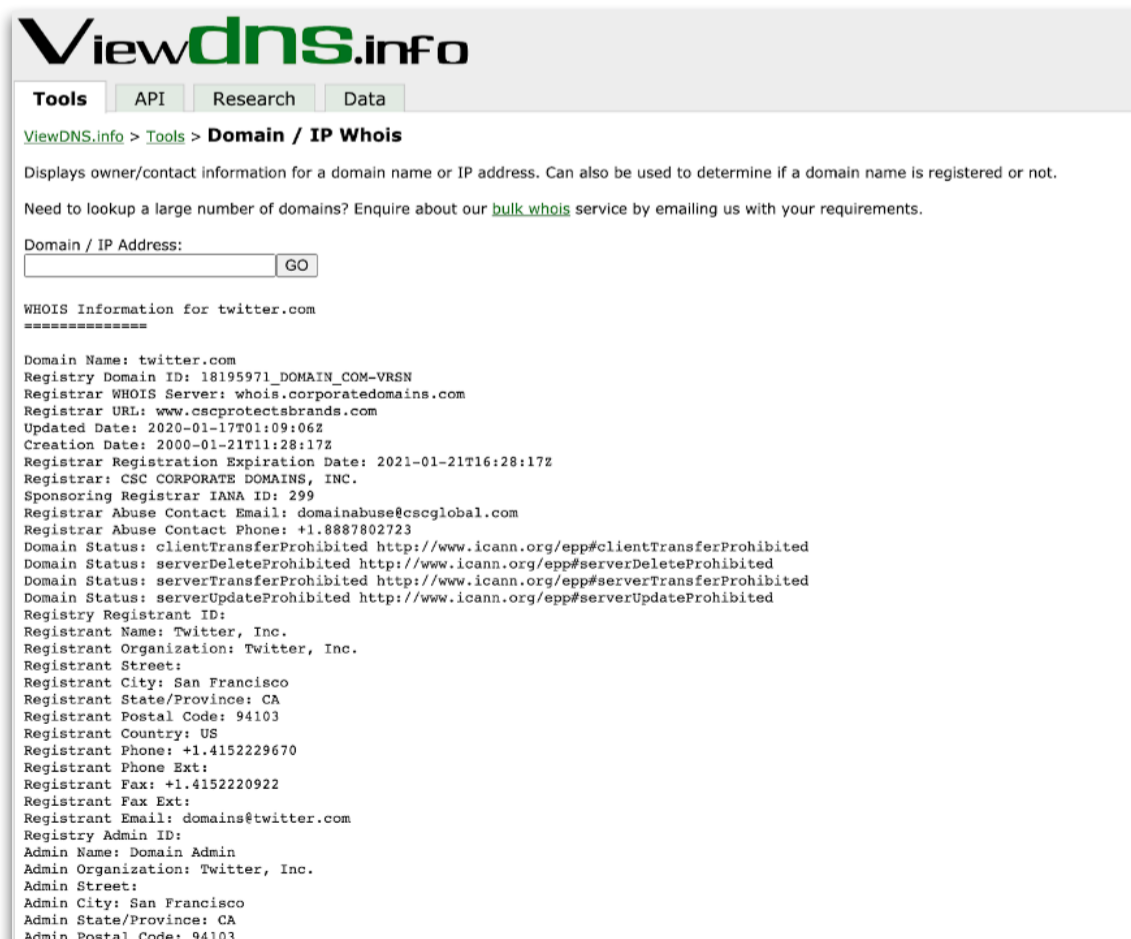 Viewdns.info
Tools API Research Data
ViewDNS.info > Tools > Domain / IP Whois
Displays owner/contact information for a domain name or IP address. Can also be used to determine if a domain name is registered or not.
Need to lookup a large number of domains? Enquire about our bulk whois service by emailing us with your requirements.
Domain / IP Address:
GO
WHOIS Information for twitter.com
==============
Domain Name: twitter.com
Registry Domain ID: 18195971_DOMAIN_COM-VRSN
Registrar WHOIS Server: whois.corporatedomains.com
Registrar URL: www.cscprotectsbrands.com
Updated Date: 2020-01-17T01:09:06Z
Creation Date: 2000-01-21T11:28:17Z
Registrar Registration Expiration Date: 2021-01-21T16:28:17Z
Registrar: CSC CORPORATE DOMAINS, INC.
Sponsoring Registrar IANA ID: 299
Registrar Abuse Contact Email: domainabuse@cscglobal.com
Registrar Abuse Contact Phone: +1.8887802723
Domain Status: clientTransferProhibited http://www.icann.org/epp#clientTransferProhibited
Domain Status: serverDeleteProhibited http://www.icann.org/epp#serverDeleteProhibited
Domain Status: serverTransferProhibited http://www.icann.org/epp#serverTransferProhibited
Domain Status: serverUpdateProhibited http://www.icann.org/epp#serverUpdateProhibited
Registry Registrant ID:
Registrant Name: Twitter, Inc.
Registrant Organization: Twitter, Inc.
Registrant Street:
Registrant City: San Francisco
Registrant State/Province: CA
Registrant Postal Code: 94103
Registrant Country: US
Registrant Phone: +1.4152229670
Registrant Phone Ext:
Registrant Fax: +1.4152220922
Registrant Fax Ext:
Registrant Email: domains@twitter.com
Registry Admin ID:
Admin Name: Domain Admin
Admin Organization: Twitter, Inc.
Admin Street:
Admin City: San Francisco
Admin State/Province: CA
Admin Postal Code: 94103